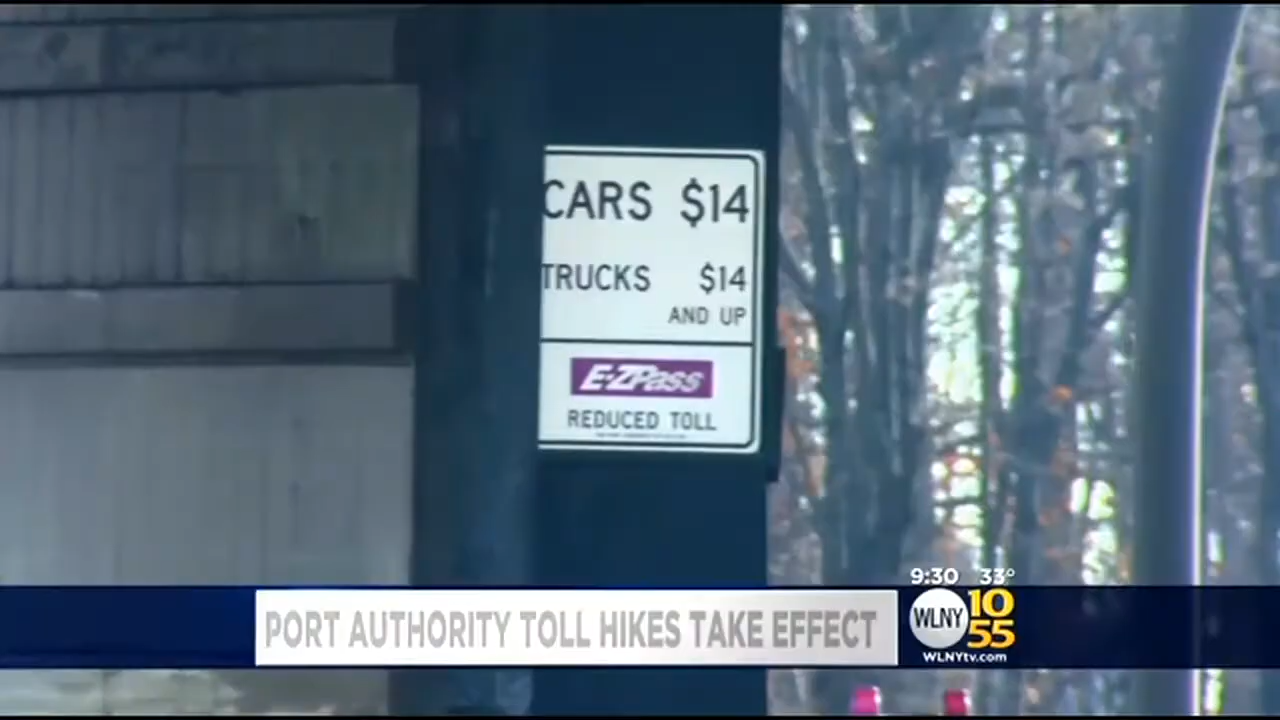 CARS $14
TRUCKS $14
AND UP
E-ZPass
REDUCED TOLL
9:30 33°
PORT AUTHORITY TOLL HIKES TAKE EFFECT
WLNY 10
55
WLNYtv.com